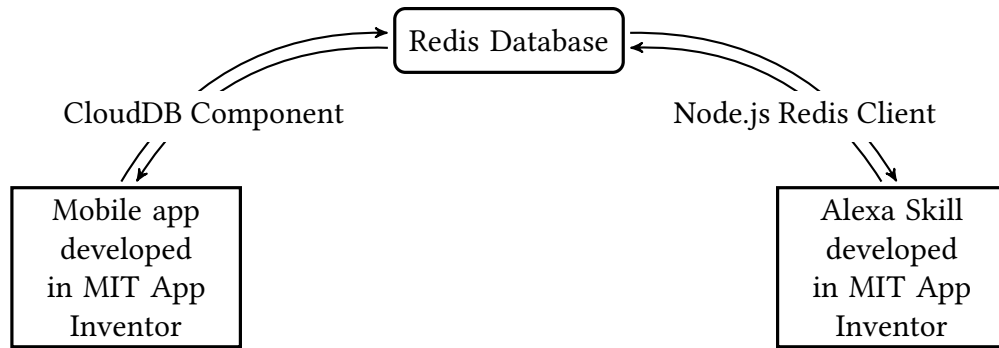 Redis Database
CloudDB Component
Node.js Redis Client
Mobile app
developed
in MIT App
Inventor
Alexa Skill
developed
in MIT App
Inventor